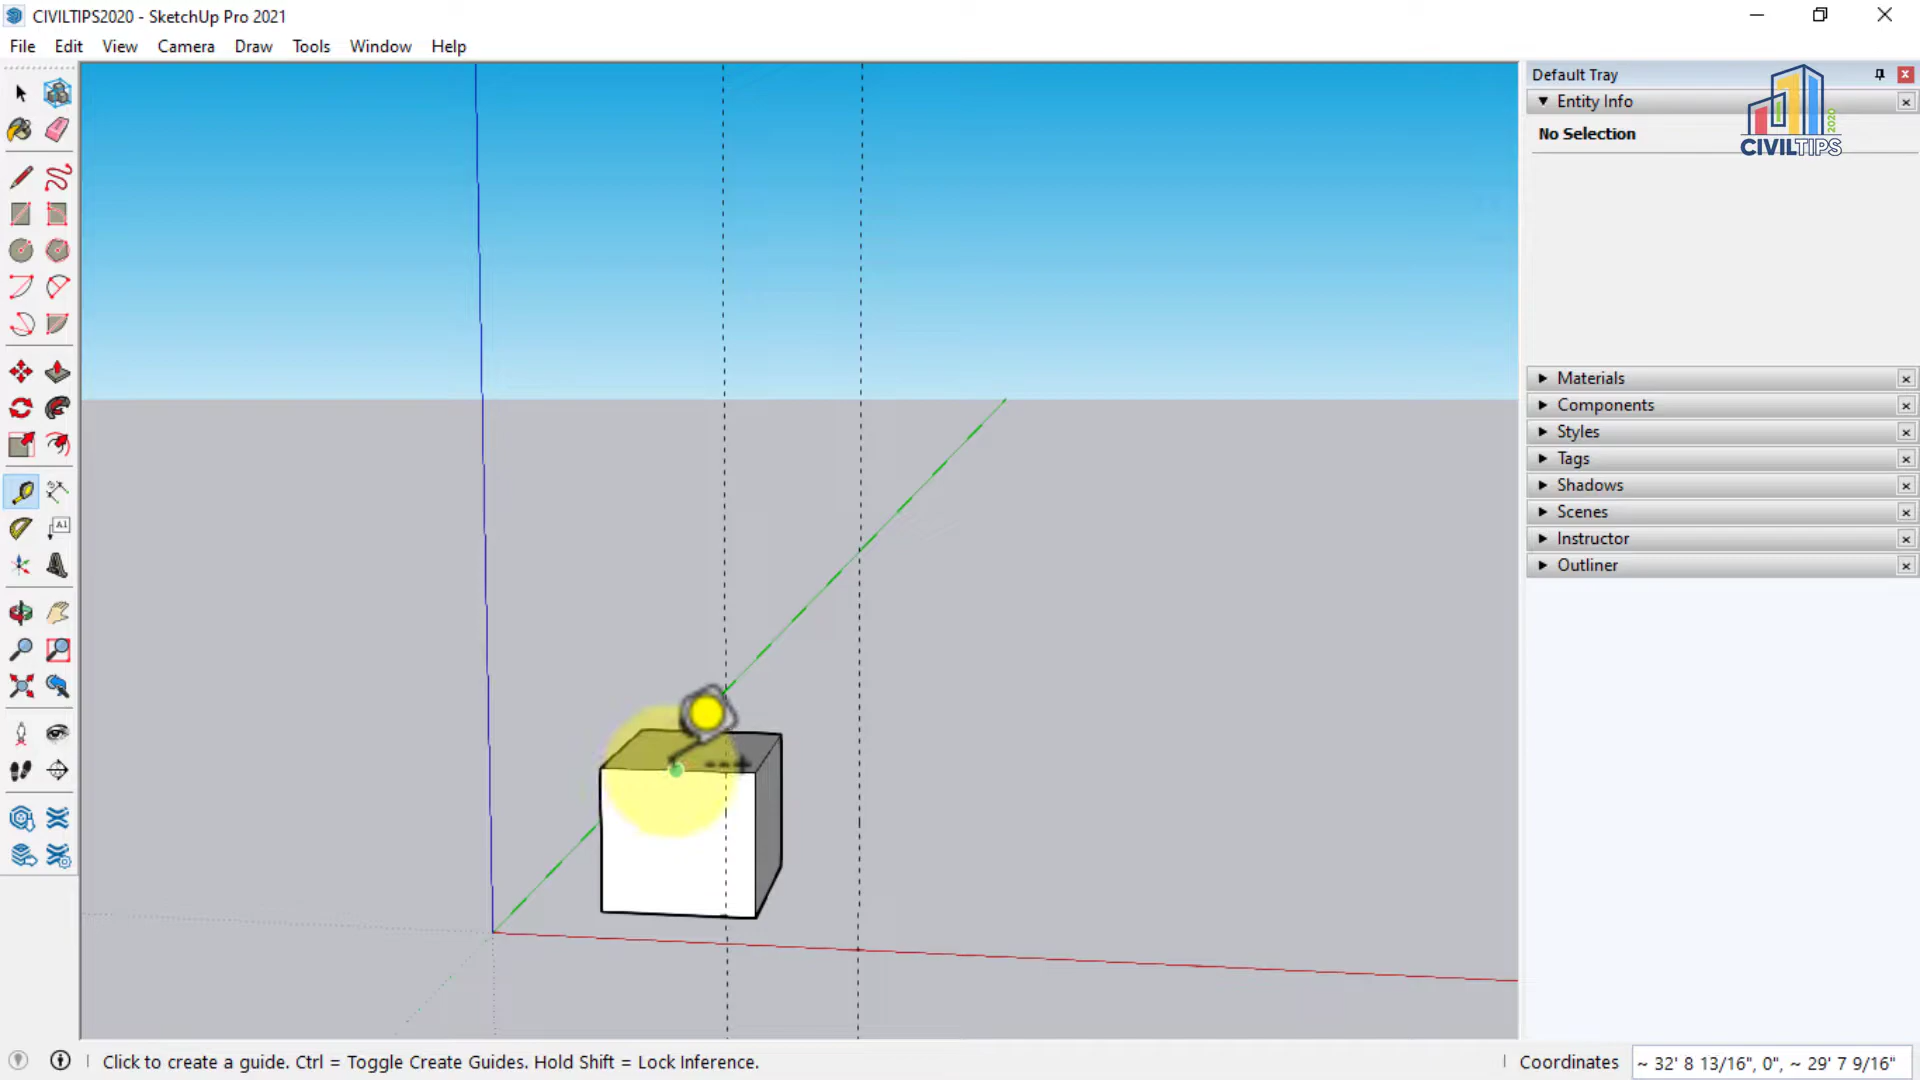 CIVILTIPS2020 - SketchUp Pro 2021
File Edit View Camera Draw Tools Window Help
Default Tray
Entity Info
No Selection
2020
CIVILTIPS
Materials
Components
Styles
Tags
Shadows
Scenes
Instructor
Outliner
A1
Click to create a guide. Ctrl = Toggle Create Guides. Hold Shift = Lock Inference.
Coordinates ~ 32' 8 13/16", 0", ~ 29' 7 9/16"